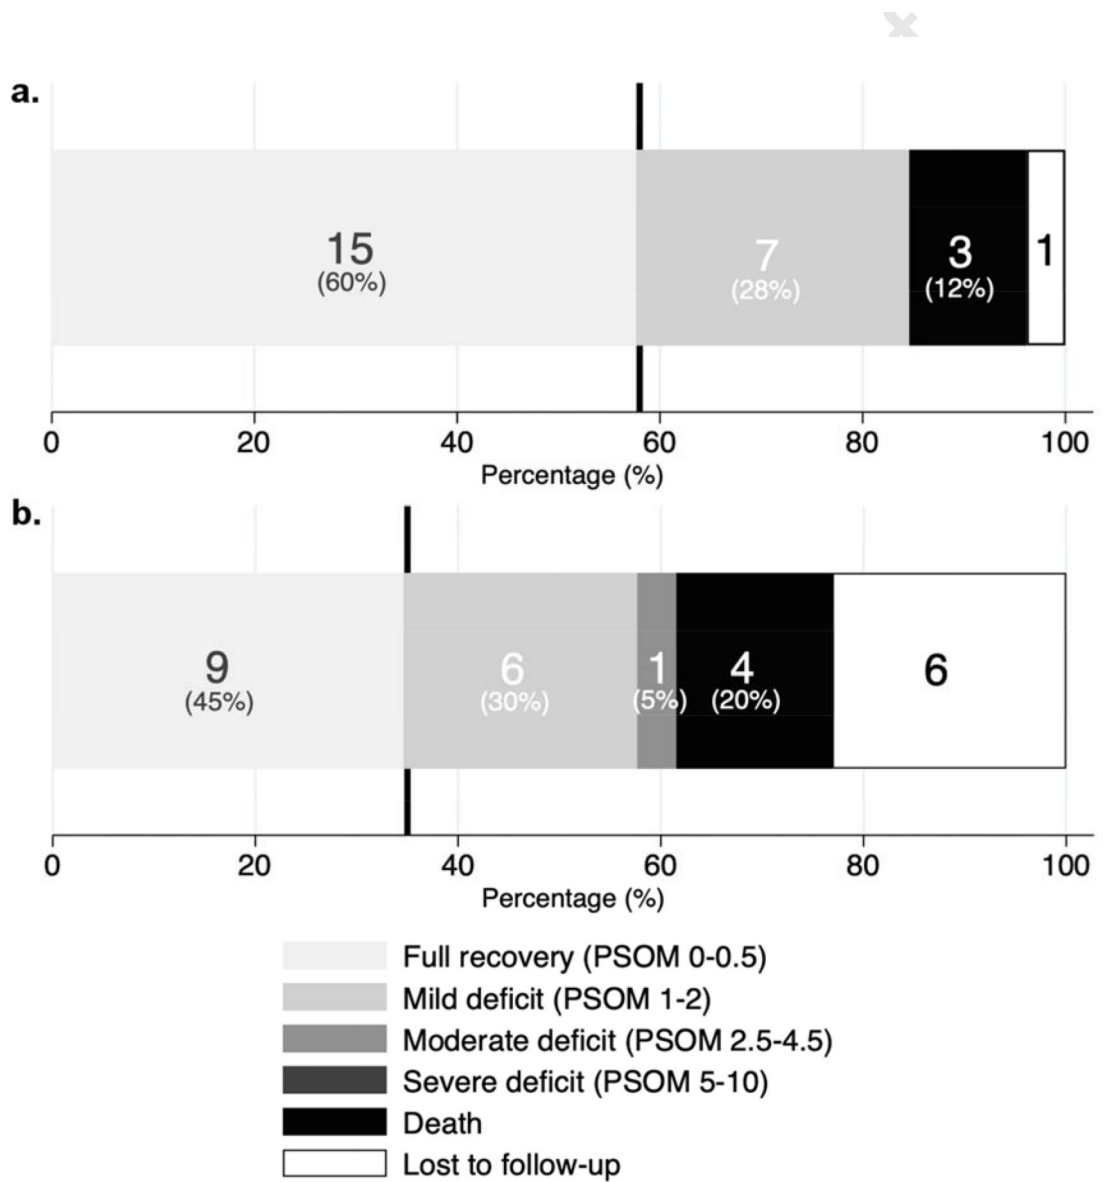 a.
15 7 3 1
(60%) (28%) (12%)
0 20 40 60 80 100
Percentage (%)
b.
9 6 1 4 6
(45%) (30%) (5%) (20%)
0 20 40 60 80 100
Percentage (%)
Full recovery (PSOM 0-0.5)
Mild deficit (PSOM 1-2)
Moderate deficit (PSOM 2.5-4.5)
Severe deficit (PSOM 5-10)
Death
Lost to follow-up